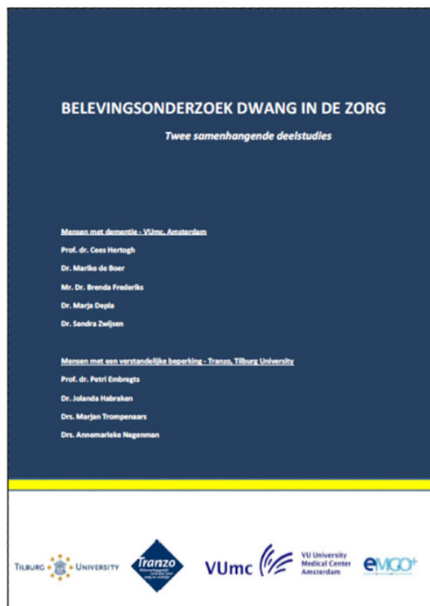 BELEVINGSONDERZOEK DWANG IN DE ZORG
Twee samenhangende deelstudies
Mensen met dementie - VUmc, Amsterdam
Prof. dr. Cees Hertogh
Dr. Marike de Boer
Mr. Dr. Brenda Frederiks
Dr. Marja Depla
Dr. Sandra Zwijsen
Mensen met een verstandelijke beperking - Tranzo, Tilburg University
Prof. dr. Petri Embregts
Dr. Jolanda Habraken
Drs. Marjan Trompenaars
Drs. Annemarieke Negenman
TILBURG UNIVERSITY
Tranzo
VUmc
VU University
Medical Center
Amsterdam
eMGO+